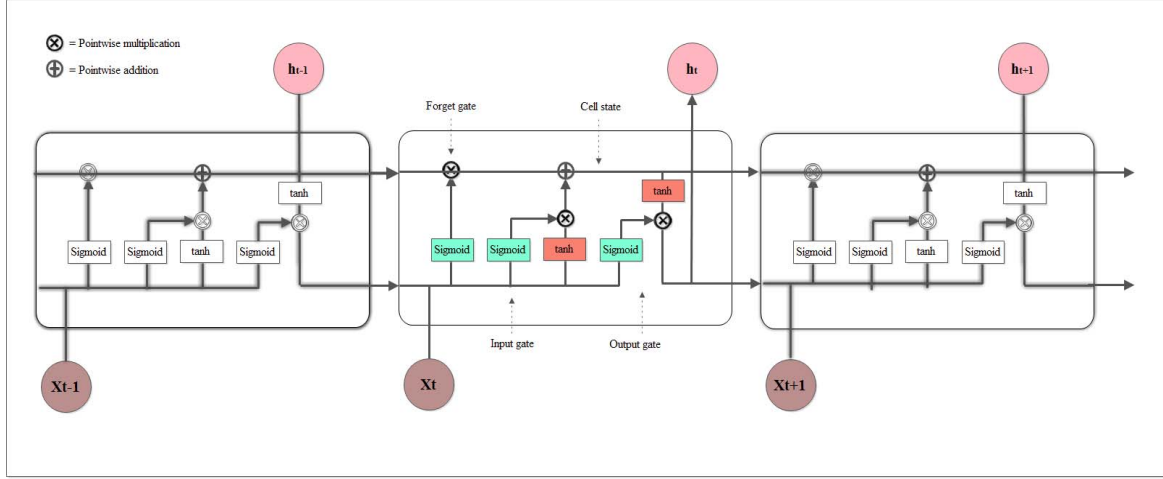 = Pointwise multiplication
= Pointwise addition
ht-1
ht
ht+1
Forget gate
Cell state
tanh
tanh
tanh
Sigmoid
Sigmoid
tanh
Sigmoid
Sigmoid
Sigmoid
tanh
Sigmoid
Sigmoid
Sigmoid
tanh
Sigmoid
Input gate
Output gate
Xt-1
Xt
Xt+1